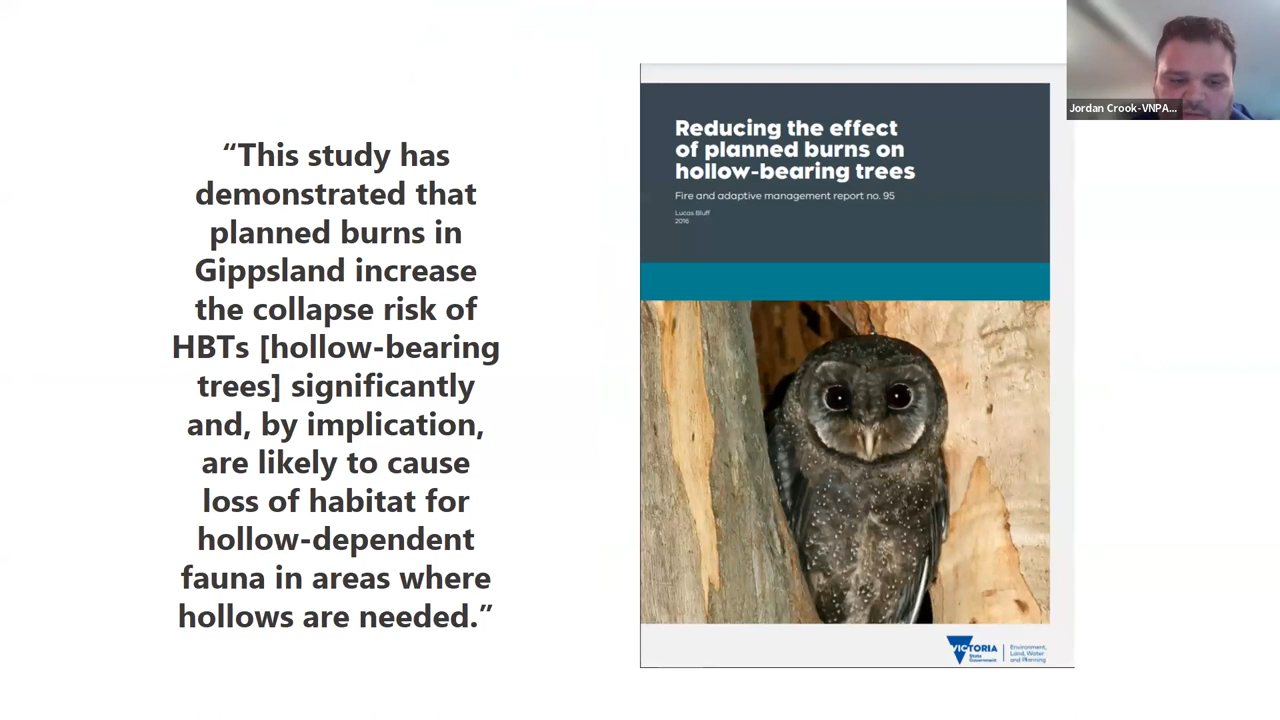 “This study has
demonstrated that
planned burns in
Gippsland increase
the collapse risk of
HBTs [hollow-bearing
trees] significantly
and, by implication,
are likely to cause
loss of habitat for
hollow-dependent
fauna in areas where
hollows are needed.”
Reducing the effect
of planned burns on
hollow-bearing trees
Fire and adaptive management report no. 95
Lucas Bluff
2016
VICTORIA
State
Government
Environment,
Land, Water
and Planning
Jordan Crook-VNPA...